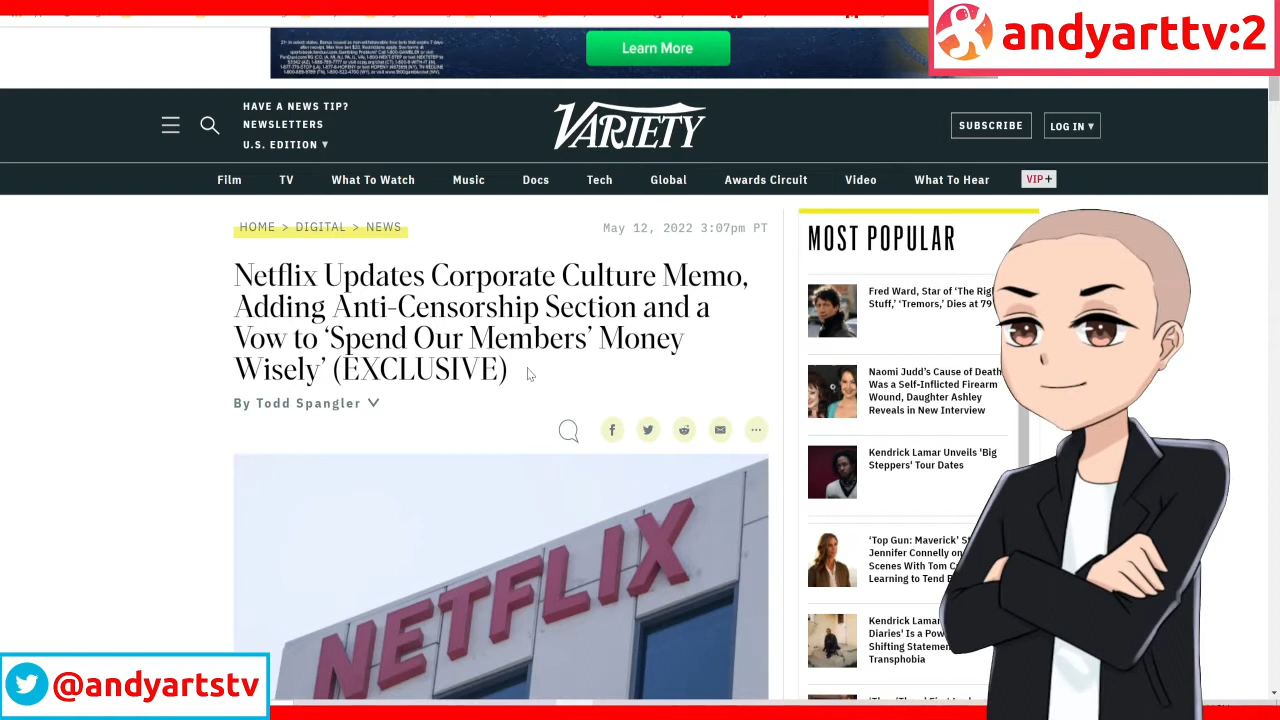 andyarttv:2
Learn More
HAVE A NEWS TIP?
NEWSLETTERS
U.S. EDITION ▼
VARIETY
SUBSCRIBE
LOG IN ▼
Film TV What To Watch Music Docs Tech Global Awards Circuit Video What To Hear VIP+
HOME > DIGITAL > NEWS
May 12, 2022 3:07pm PT
Netflix Updates Corporate Culture Memo,
Adding Anti-Censorship Section and a
Vow to ‘Spend Our Members’ Money
Wisely’ (EXCLUSIVE)
By Todd Spangler
NETFLIX
MOST POPULAR
Fred Ward, Star of ‘The
Stuff,’ ‘Tremors,’ Dies at 79
Naomi Judd’s Cause of Death
Was a Self-Inflicted Firearm
Wound, Daughter Ashley
Reveals in New Interview
Kendrick Lamar Unveils 'Big
Steppers' Tour Dates
‘Top Gun: Maverick’
Jennifer Connelly on
Scenes With Tom
Learning to Tend
Kendrick Lamar
Diaries’ Is a
Shifting
Transphobia
@andyartstv